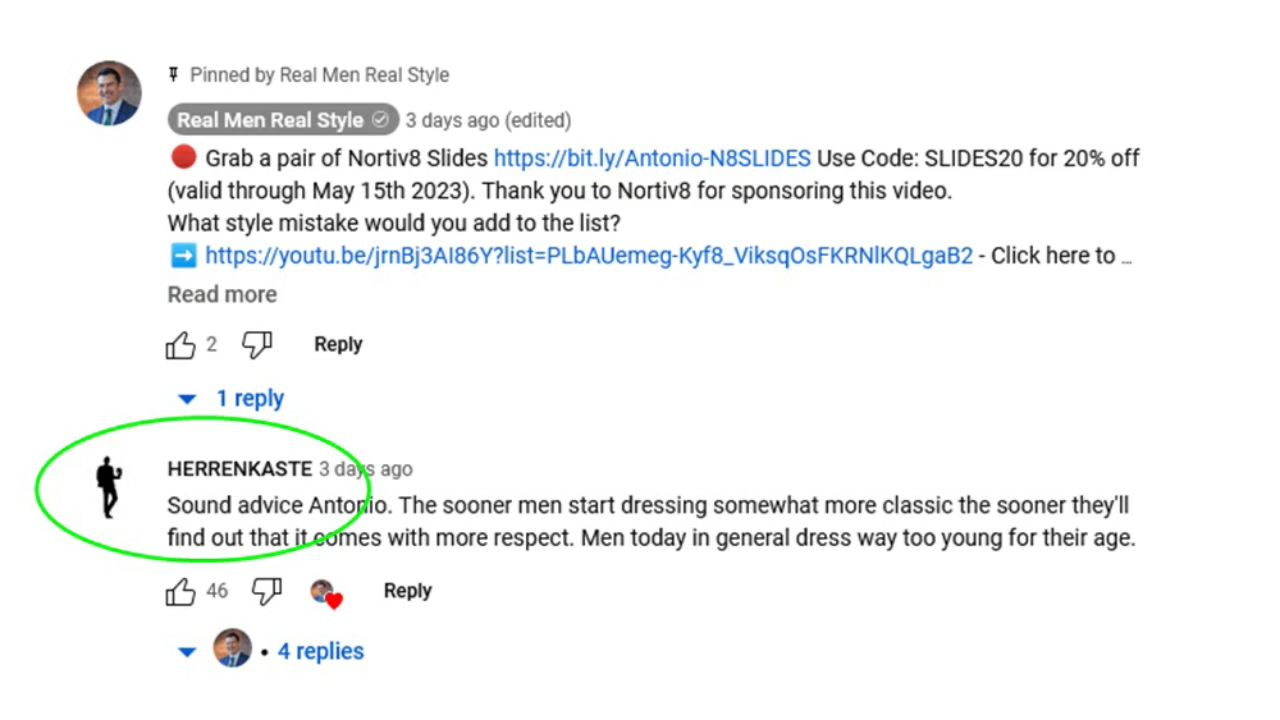 Pinned by Real Men Real Style
Real Men Real Style 3 days ago (edited)
Grab a pair of Nortiv8 Slides https://bit.ly/Antonio-N8SLIDES Use Code: SLIDES20 for 20% off
(valid through May 15th 2023). Thank you to Nortiv8 for sponsoring this video.
What style mistake would you add to the list?
https://youtu.be/jrnBj3AI86Y?list=PLbAUemeg-Kyf8_ViksqOsFKRNlKQLgaB2 - Click here to ...
Read more
2 Reply
1 reply
HERRENKASTE 3 days ago
Sound advice Antonio. The sooner men start dressing somewhat more classic the sooner they'll
find out that it comes with more respect. Men today in general dress way too young for their age.
46 Reply
• 4 replies